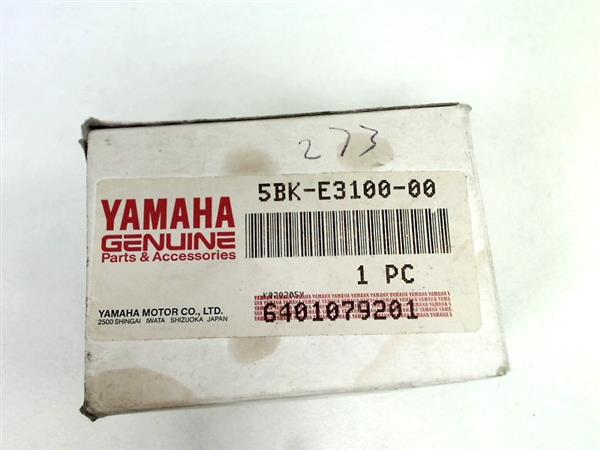 273
YAMAHA
GENUINE
Parts & Accessories
5BK-E3100-00
1 PC
K020205Y
6401079201
YAMAHA MOTOR CO., LTD.
2500 SHINGAI IWATA SHIZUOKA JAPAN